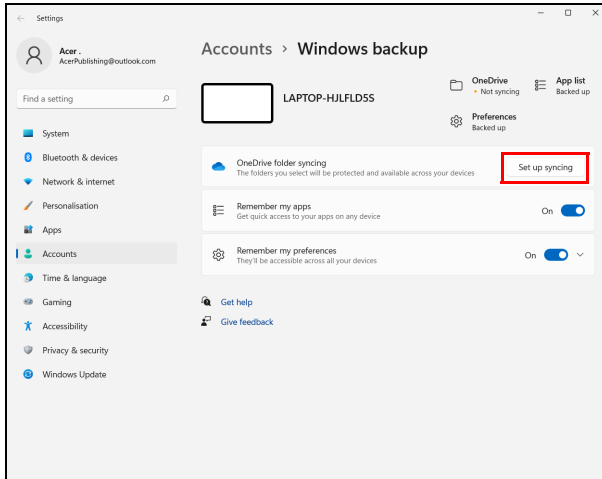 Settings
Acer .
AcerPublishing@outlook.com
Find a setting
System
Bluetooth & devices
Network & internet
Personalisation
Apps
Accounts
Time & language
Gaming
Accessibility
Privacy & security
Windows Update
Accounts > Windows backup
LAPTOP-HJLFLD5S
OneDrive
• Not syncing
App list
Backed up
Preferences
Backed up
OneDrive folder syncing
The folders you select will be protected and available across your devices
Set up syncing
Remember my apps
Get quick access to your apps on any device
On
Remember my preferences
They'll be accessible across all your devices
On
Get help
Give feedback